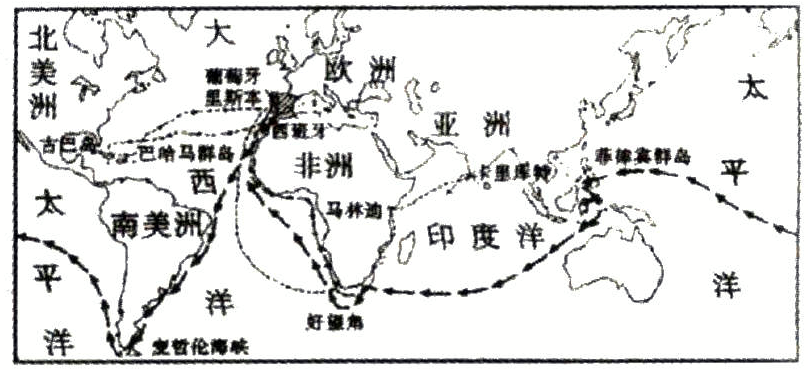 北美洲
大
葡萄牙
里斯本
欧洲
太
亚洲
西班牙
古巴岛
巴哈马群岛
非洲
卡里库特
菲律宾群岛
西
平
太
南美洲
马林迪
印度洋
平
洋
洋
好望角
洋
麦哲伦海峡